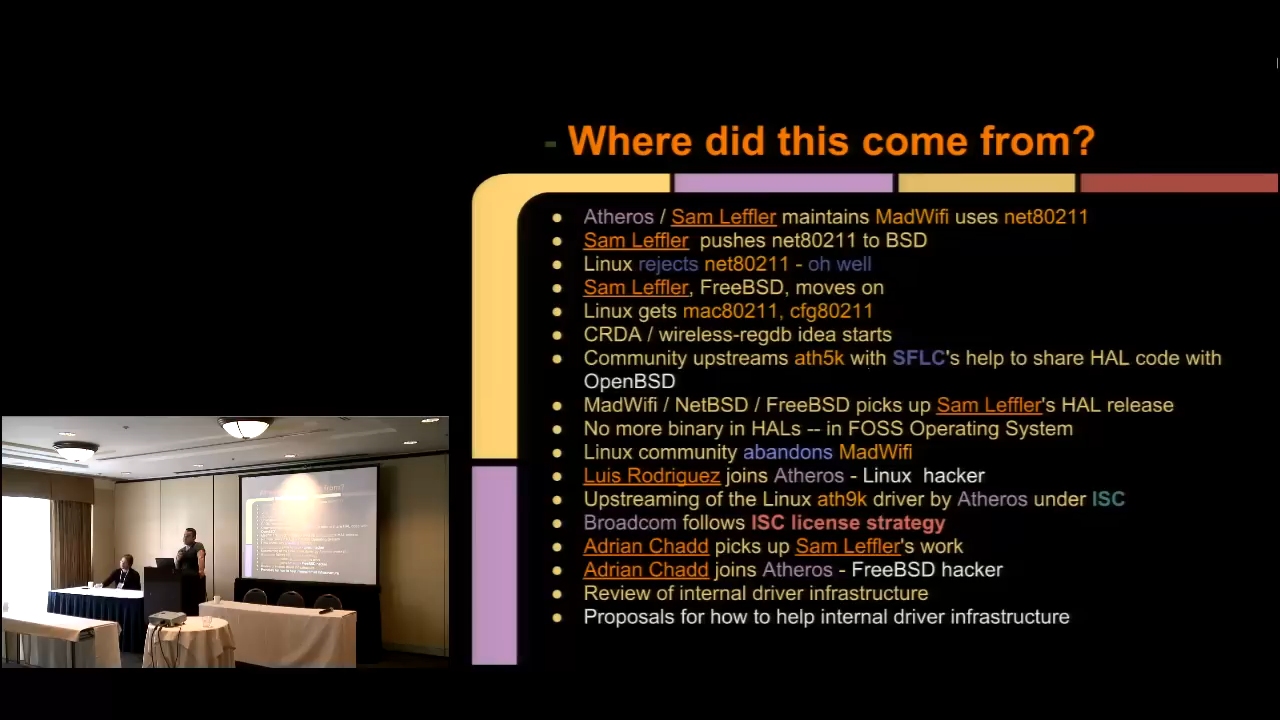 - Where did this come from?
● Atheros / Sam Leffler maintains MadWifi uses net80211
● Sam Leffler pushes net80211 to BSD
● Linux rejects net80211 - oh well
● Sam Leffler, FreeBSD, moves on
● Linux gets mac80211, cfg80211
● CRDA / wireless-regdb idea starts
● Community upstreams ath5k with SFLC's help to share HAL code with
OpenBSD
● MadWifi / NetBSD / FreeBSD picks up Sam Leffler's HAL release
● No more binary in HALs -- in FOSS Operating System
● Linux community abandons MadWifi
● Luis Rodriguez joins Atheros - Linux hacker
● Upstreaming of the Linux ath9k driver by Atheros under ISC
● Broadcom follows ISC license strategy
● Adrian Chadd picks up Sam Leffler's work
● Adrian Chadd joins Atheros - FreeBSD hacker
● Review of internal driver infrastructure
● Proposals for how to help internal driver infrastructure